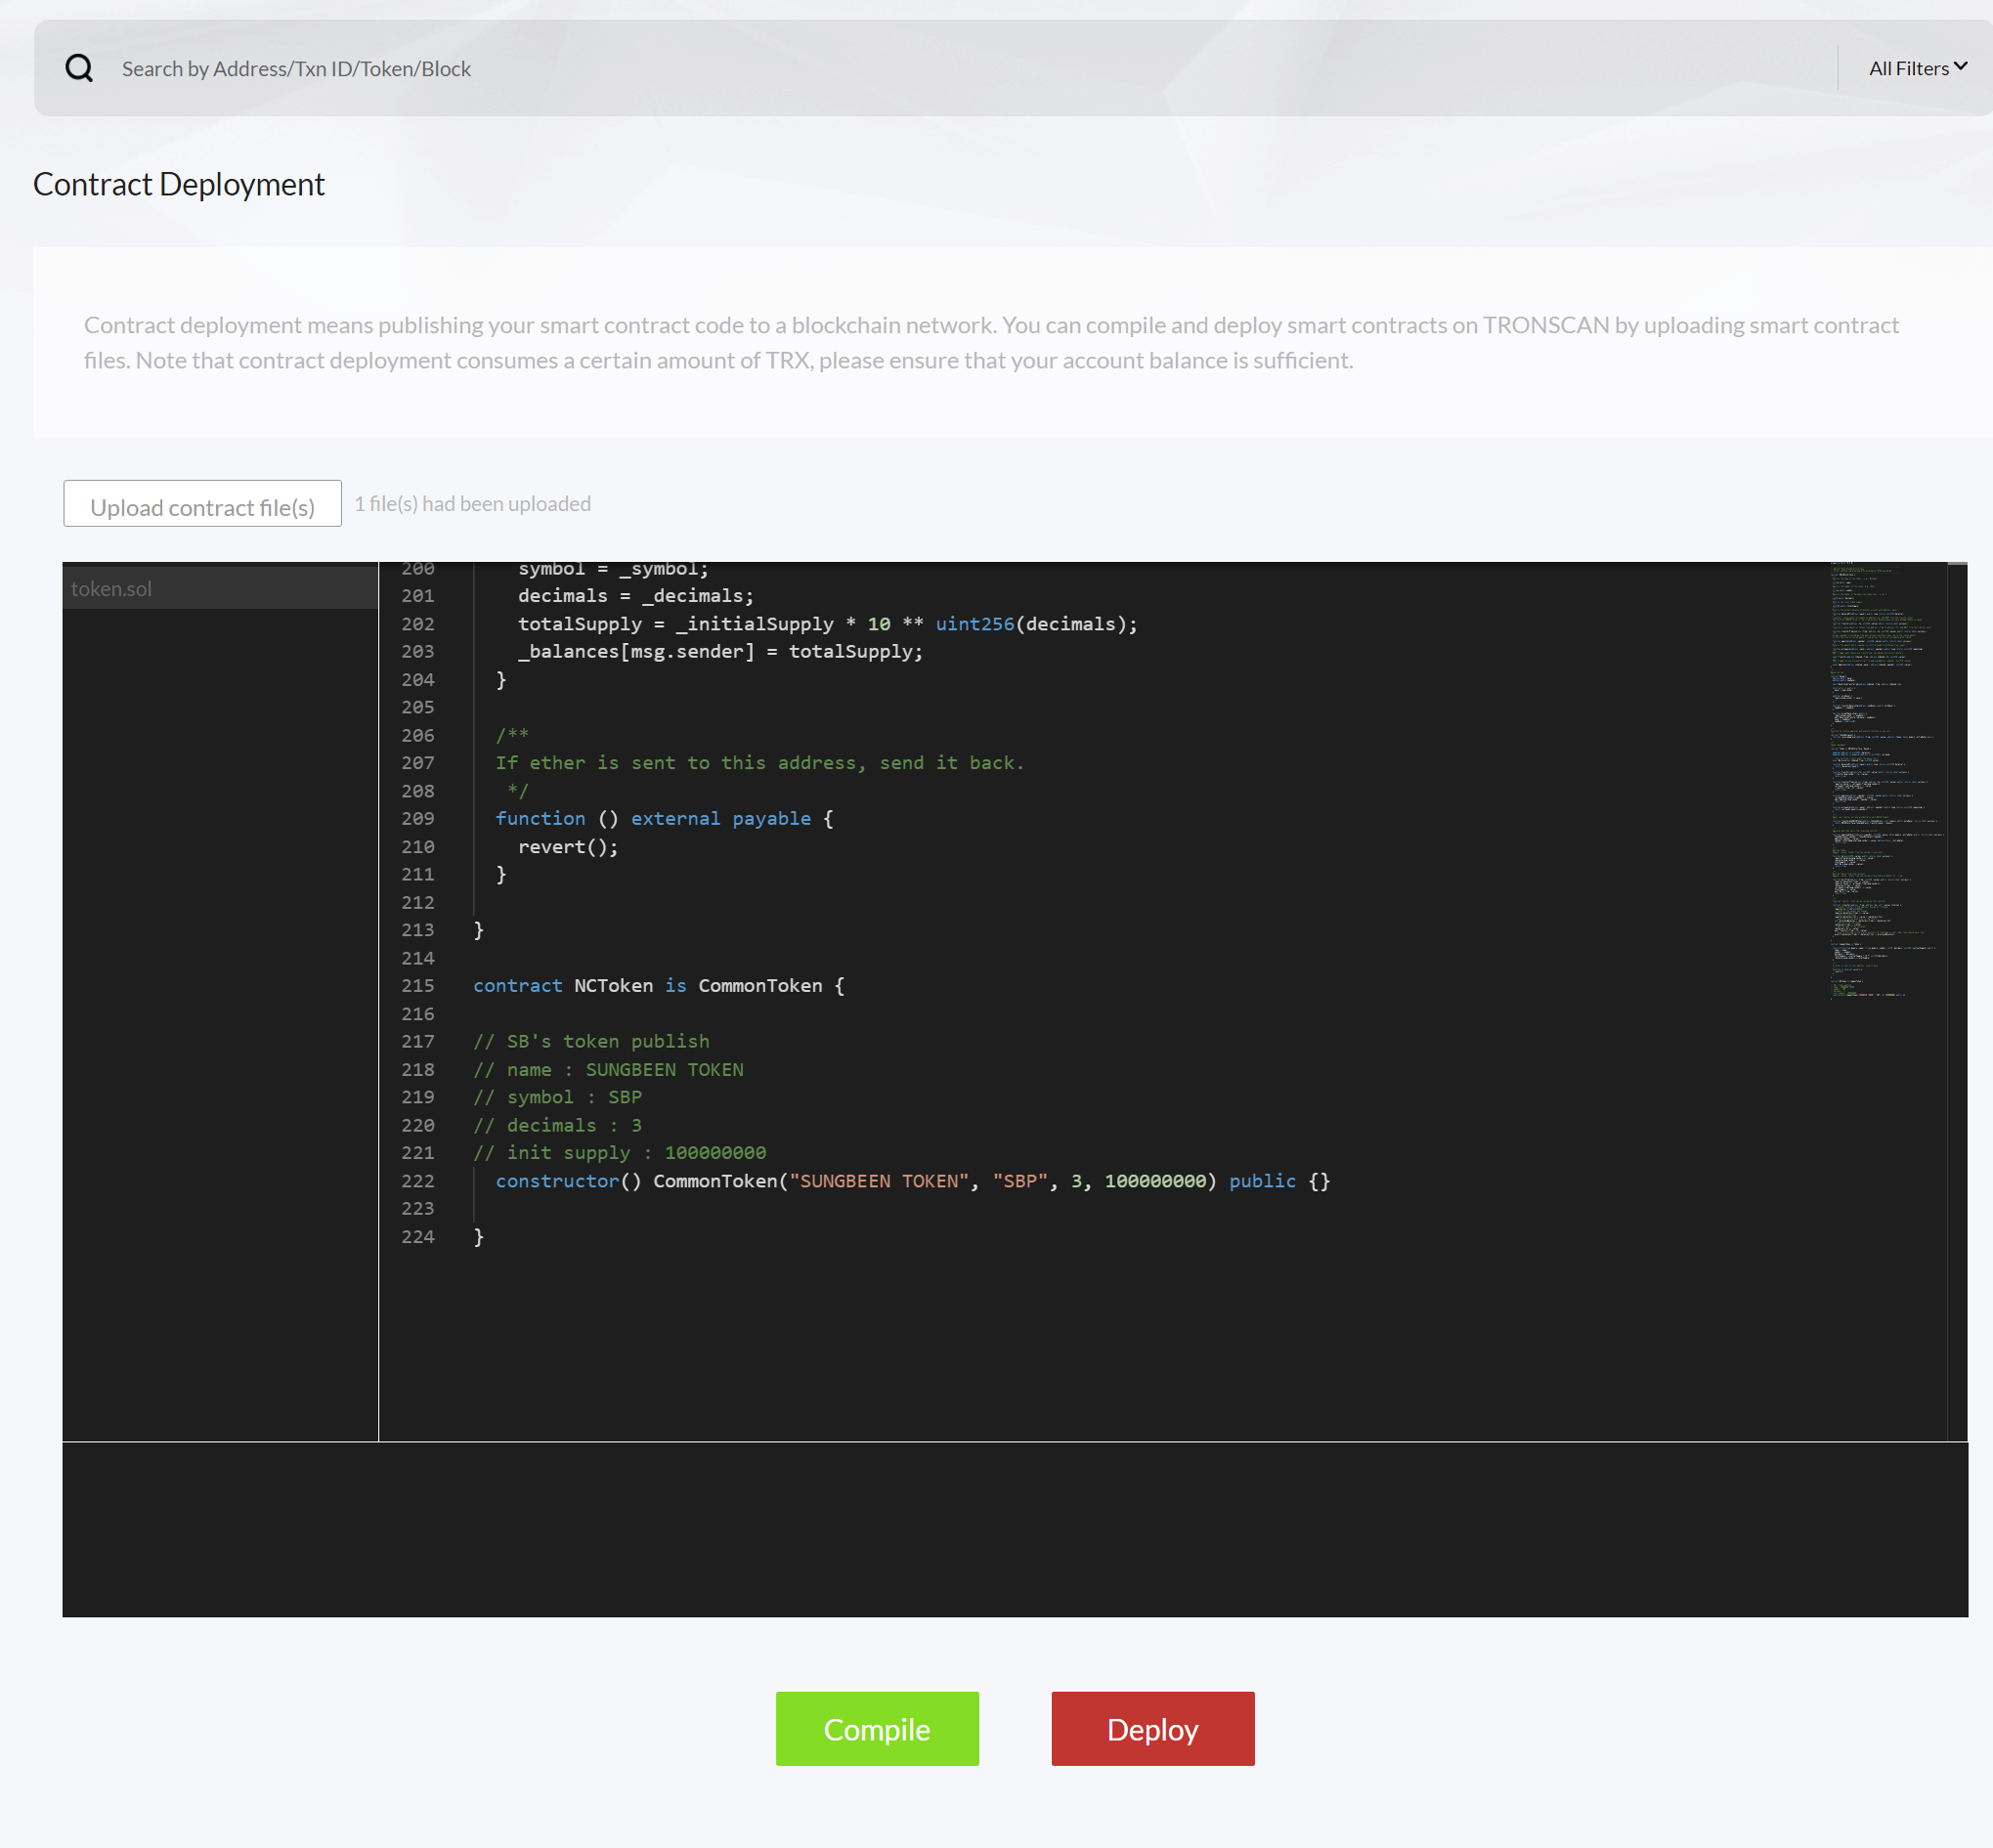 Search by Address/Txn ID/Token/Block
All Filters
Contract Deployment
Contract deployment means publishing your smart contract code to a blockchain network. You can compile and deploy smart contracts on TRONSCAN by uploading smart contract
files. Note that contract deployment consumes a certain amount of TRX, please ensure that your account balance is sufficient.
Upload contract file(s)
1 file(s) had been uploaded
token.sol
200 symbol = _symbol;
201 decimals = _decimals;
202 totalSupply = _initialSupply * 10 ** uint256(decimals);
203 _balances[msg.sender] = totalSupply;
204 }
205
206 /**
207 If ether is sent to this address, send it back.
208 */
209 function () external payable {
210 revert();
211 }
212
213 }
214
215 contract NCToken is CommonToken {
216
217 // SB's token publish
218 // name : SUNGBEEN TOKEN
219 // symbol : SBP
220 // decimals : 3
221 // init supply : 100000000
222 constructor() CommonToken("SUNGBEEN TOKEN", "SBP", 3, 100000000) public {}
223
224 }
Compile
Deploy